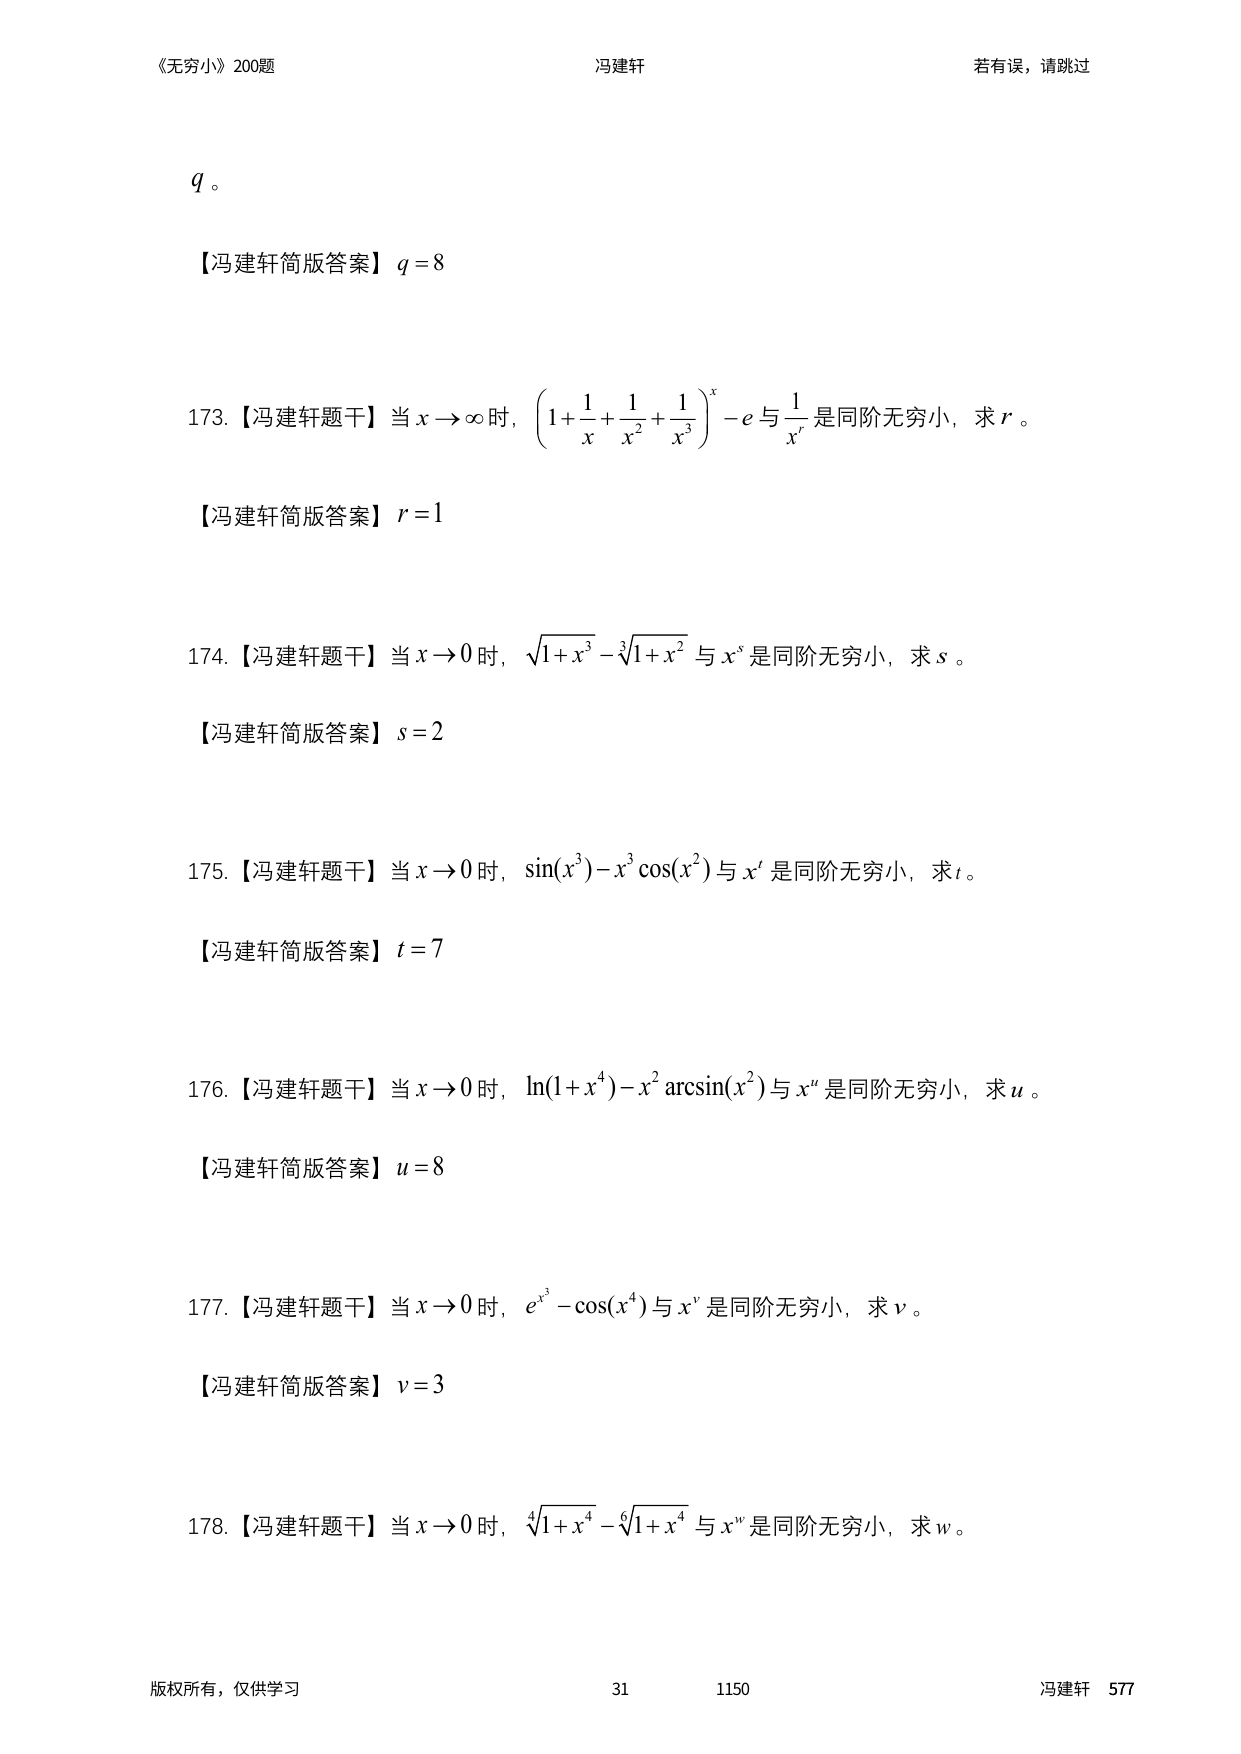 《无穷小》200题 冯建轩 若有误，请跳过
q 。
【冯建轩简版答案】 q = 8
173.【冯建轩题干】当 x → ∞ 时， (1 + 1/x + 1/x² + 1/x³)^x − e 与 1/x^r 是同阶无穷小，求 r 。
【冯建轩简版答案】 r = 1
174.【冯建轩题干】当 x → 0 时， √(1 + x³) − ∛(1 + x²) 与 x^s 是同阶无穷小，求 s 。
【冯建轩简版答案】 s = 2
175.【冯建轩题干】当 x → 0 时， sin(x³) − x³ cos(x²) 与 x^t 是同阶无穷小，求 t 。
【冯建轩简版答案】 t = 7
176.【冯建轩题干】当 x → 0 时， ln(1 + x⁴) − x² arcsin(x²) 与 x^u 是同阶无穷小，求 u 。
【冯建轩简版答案】 u = 8
177.【冯建轩题干】当 x → 0 时， e^(x³) − cos(x⁴) 与 x^v 是同阶无穷小，求 v 。
【冯建轩简版答案】 v = 3
178.【冯建轩题干】当 x → 0 时， ⁴√(1 + x⁴) − ⁶√(1 + x⁴) 与 x^w 是同阶无穷小，求 w 。
版权所有，仅供学习 31 1150 冯建轩 577